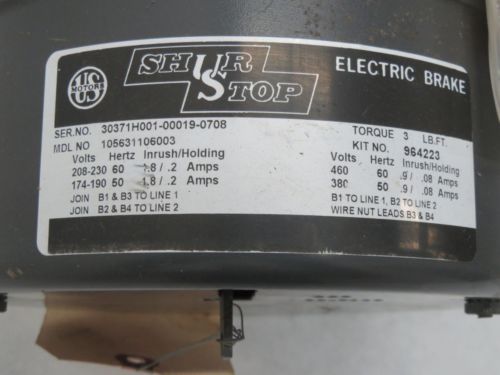 US
MOTORS
SHUR
STOP
ELECTRIC BRAKE
SER.NO. 30371H001-00019-0708
MDL NO 105631106003
Volts Hertz Inrush/Holding
208-230 60 1.8 / .2 Amps
174-190 50 1.8 / .2 Amps
JOIN B1 & B3 TO LINE 1
JOIN B2 & B4 TO LINE 2
TORQUE 3 LB.FT.
KIT NO. 964223
Volts Hertz Inrush/Holding
460 60 .9/ .08 Amps
380 50 .9/ .08 Amps
B1 TO LINE 1, B2 TO LINE 2
WIRE NUT LEADS B3 & B4